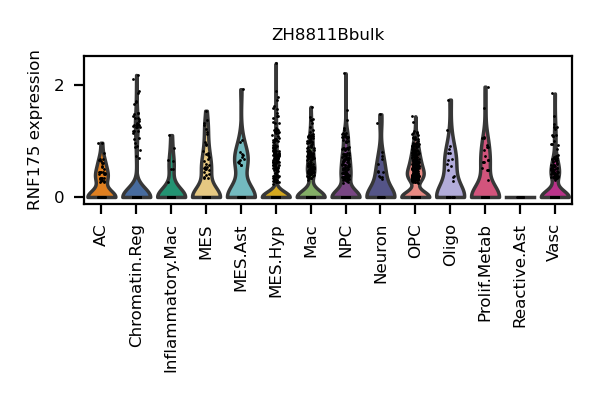 ZH8811Bbulk
RNF175 expression
2
0
AC
Chromatin.Reg
Inflammatory.Mac
MES
MES.Ast
MES.Hyp
Mac
NPC
Neuron
OPC
Oligo
Prolif.Metab
Reactive.Ast
Vasc